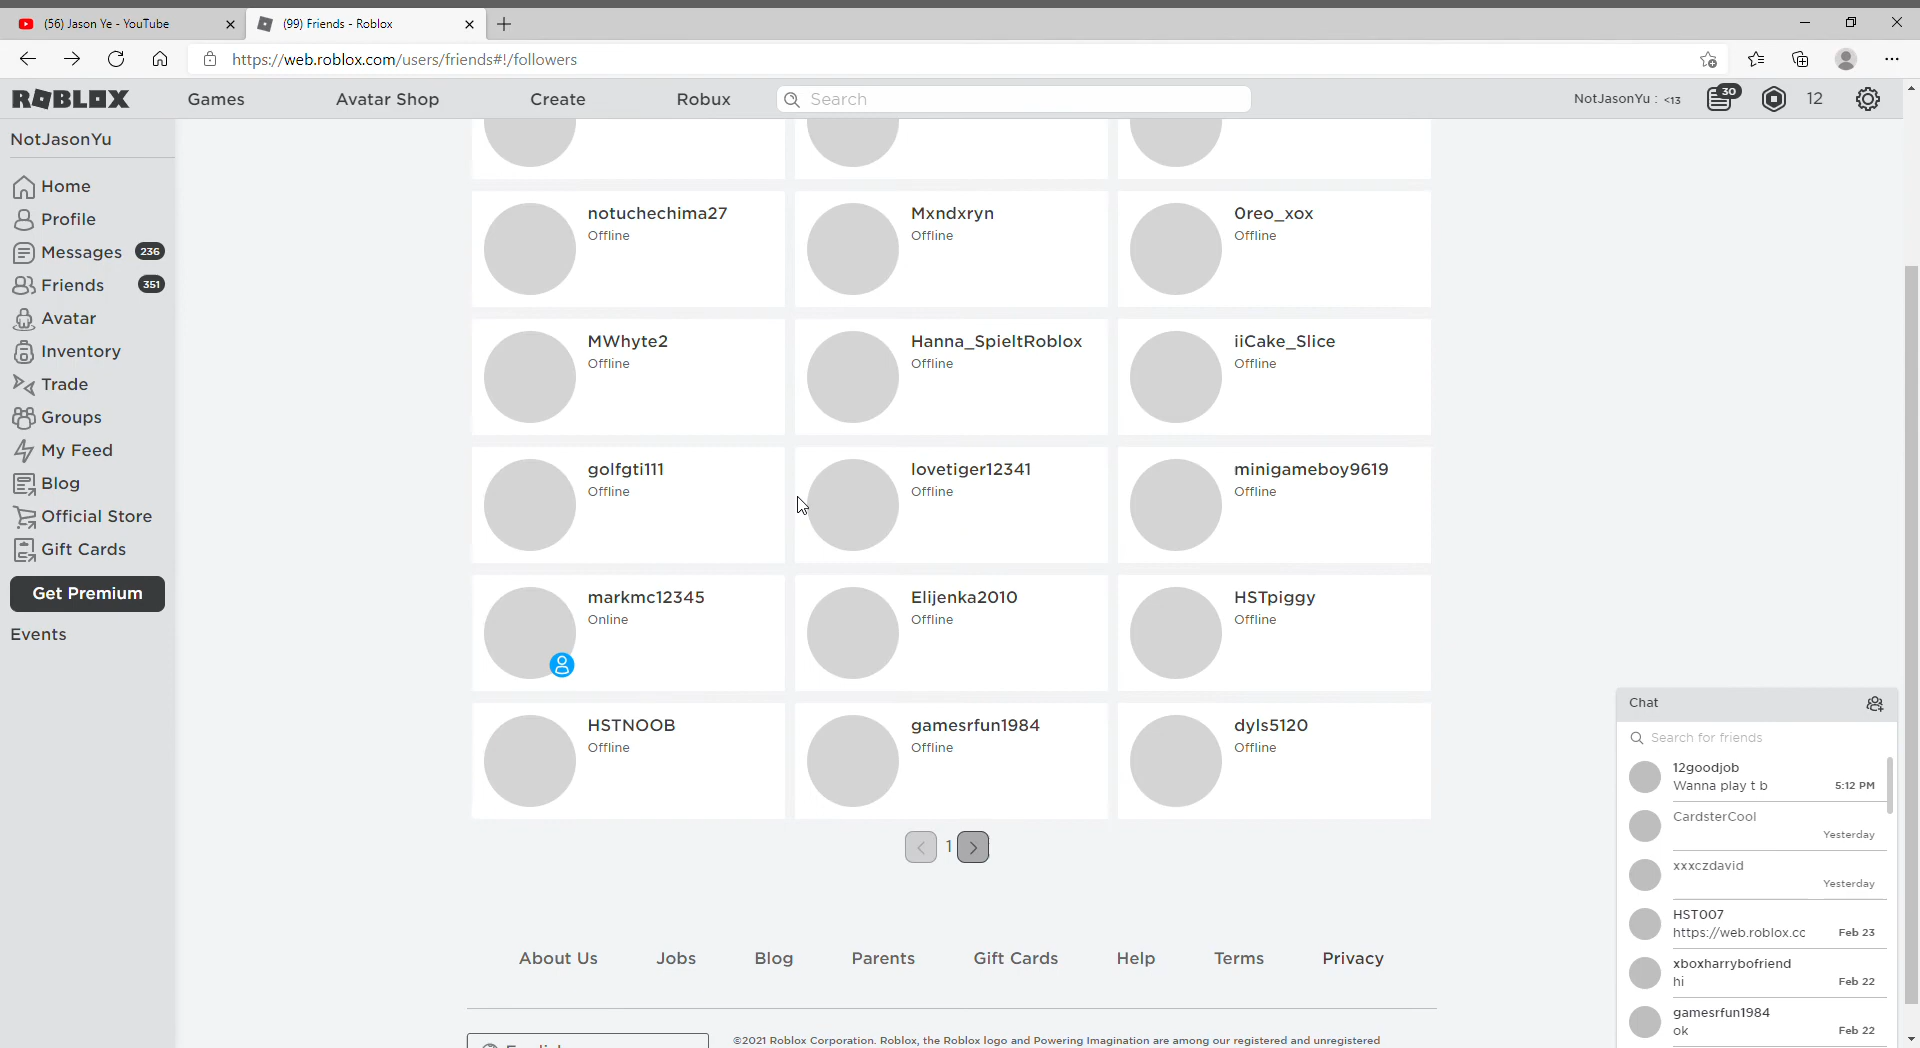 (56) Jason Ye - YouTube
(99) Friends - Roblox
https://web.roblox.com/users/friends#!/followers
ROBLOX
Games
Avatar Shop
Create
Robux
Search
NotJasonYu : <13
30
12
NotJasonYu
Home
Profile
Messages 236
Friends 351
Avatar
Inventory
Trade
Groups
My Feed
Blog
Official Store
Gift Cards
Get Premium
Events
notuchechima27
Offline
Mxndxryn
Offline
0reo_xox
Offline
MWhyte2
Offline
Hanna_SpieltRoblox
Offline
iiCake_Slice
Offline
golfgti111
Offline
lovetiger12341
Offline
minigameboy9619
Offline
markmc12345
Online
Elijenka2010
Offline
HSTpiggy
Offline
HSTNOOB
Offline
gamesrfun1984
Offline
dyls5120
Offline
1
About Us
Jobs
Blog
Parents
Gift Cards
Help
Terms
Privacy
©2021 Roblox Corporation. Roblox, the Roblox logo and Powering Imagination are among our registered and unregistered
Chat
Search for friends
12goodjob
Wanna play t b
5:12 PM
CardsterCool
Yesterday
xxxczdavid
Yesterday
HST007
https://web.roblox.cc
Feb 23
xboxharrybofriend
hi
Feb 22
gamesrfun1984
ok
Feb 22